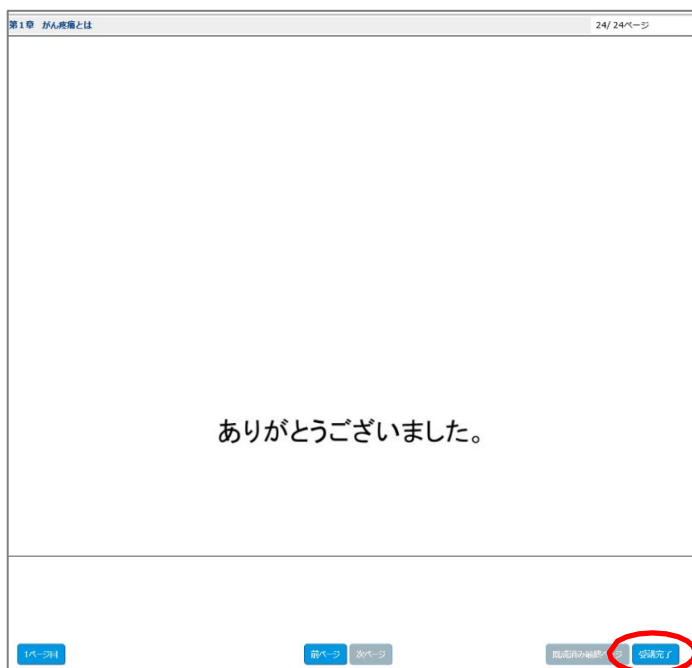 第1章 がん疼痛とは
24/24ページ
ありがとうございました。
1ページ目
前ページ
次ページ
既読済み最終ページ
受講完了